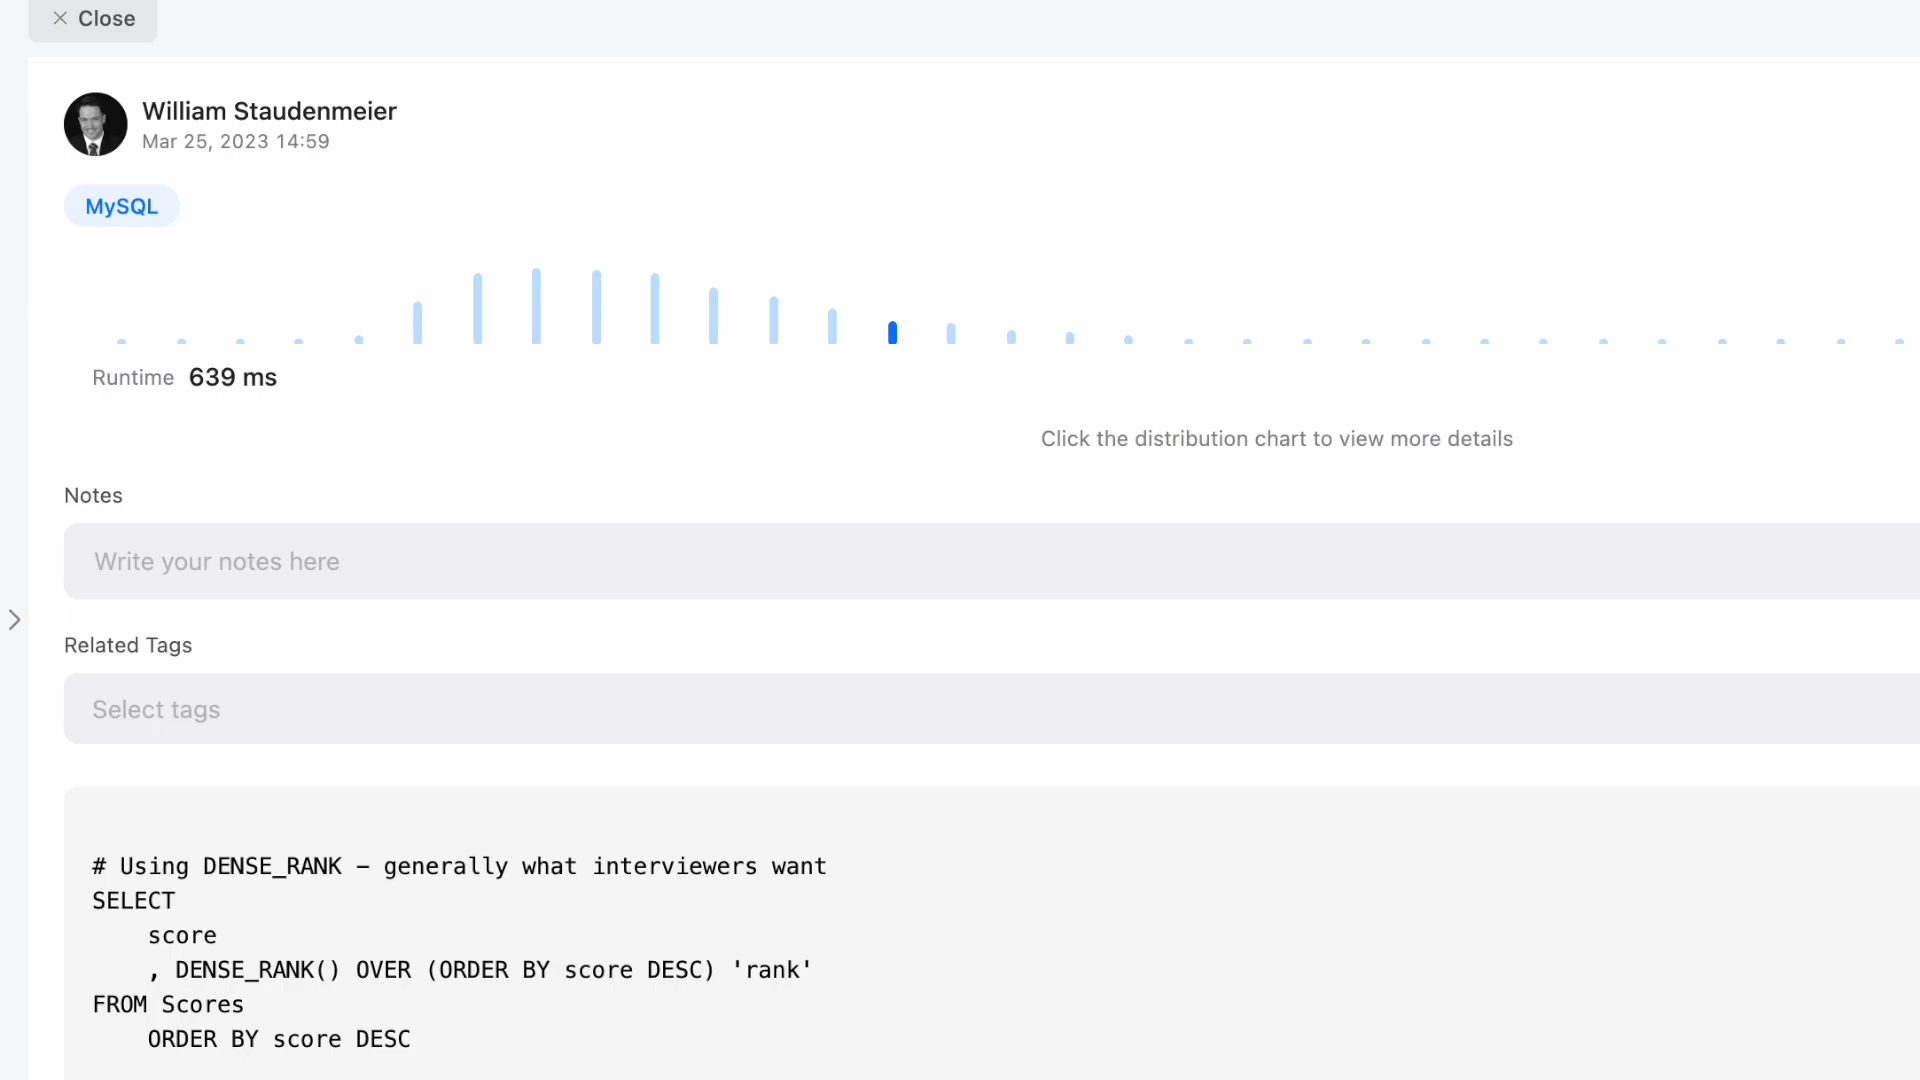 Close
William Staudenmeier
Mar 25, 2023 14:59
MySQL
Runtime 639 ms
Click the distribution chart to view more details
Notes
Write your notes here
Related Tags
Select tags
# Using DENSE_RANK – generally what interviewers want
SELECT
    score
    , DENSE_RANK() OVER (ORDER BY score DESC) 'rank'
FROM Scores
    ORDER BY score DESC